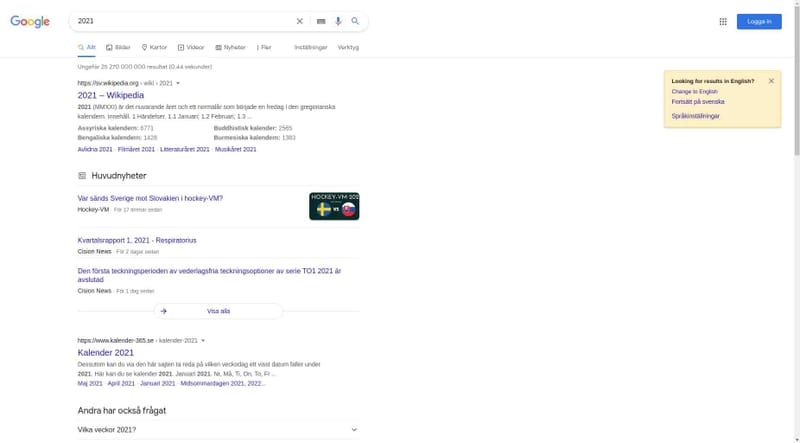 Google
2021
Logga in
Allt
Bilder
Kartor
Videor
Nyheter
Fler
Inställningar
Verktyg
Ungefär 25 270 000 000 resultat (0,44 sekunder)
Looking for results in English?
Change to English
Fortsätt på svenska
Språkinställningar
https://sv.wikipedia.org › wiki › 2021
2021 – Wikipedia
2021 (MMXXI) är det nuvarande året och ett normalår som började en fredag i den gregorianska
kalendern. Innehåll. 1 Händelser. 1.1 Januari; 1.2 Februari; 1.3 ...
Assyriska kalendern: 6771
Buddhistisk kalender: 2565
Bengaliska kalendern: 1428
Burmesiska kalendern: 1383
Avlidna 2021 · Filmåret 2021 · Litteraturåret 2021 · Musikåret 2021
Huvudnyheter
Var sänds Sverige mot Slovakien i hockey-VM?
Hockey-VM · För 17 timmar sedan
HOCKEY-VM 202
VS
Kvartalsrapport 1, 2021 - Respiratorius
Cision News · För 2 dagar sedan
Den första teckningsperioden av vederlagsfria teckningsoptioner av serie TO1 2021 är
avslutad
Cision News · För 1 dag sedan
Visa alla
https://www.kalender-365.se › kalender-2021
Kalender 2021
Dessutom kan du via den här sajten ta reda på vilken veckodag ett visst datum faller under
2021. Här kan du se kalender 2021. Januari 2021. Nr, Må, Ti, On, To, Fr ...
Maj 2021 · April 2021 · Januari 2021 · Midsommardagen 2021, 2022...
Andra har också frågat
Vilka veckor 2021?